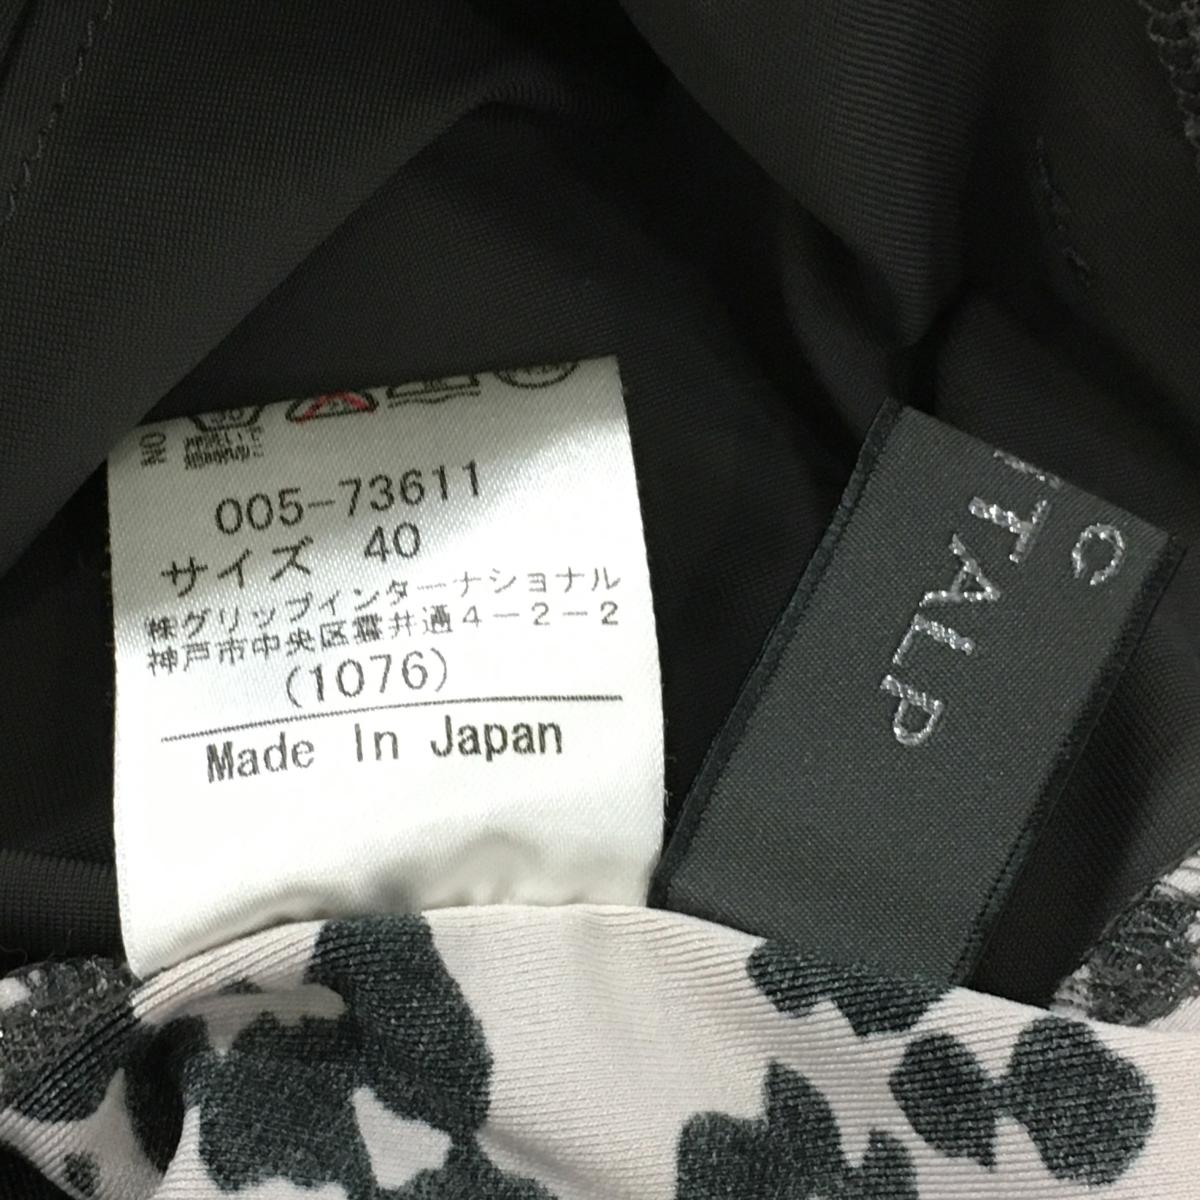 005-73611
サイズ 40
株グリップインターナショナル
神戸市中央区雲井通4-2-2
(1076)
Made In Japan
C
TALP